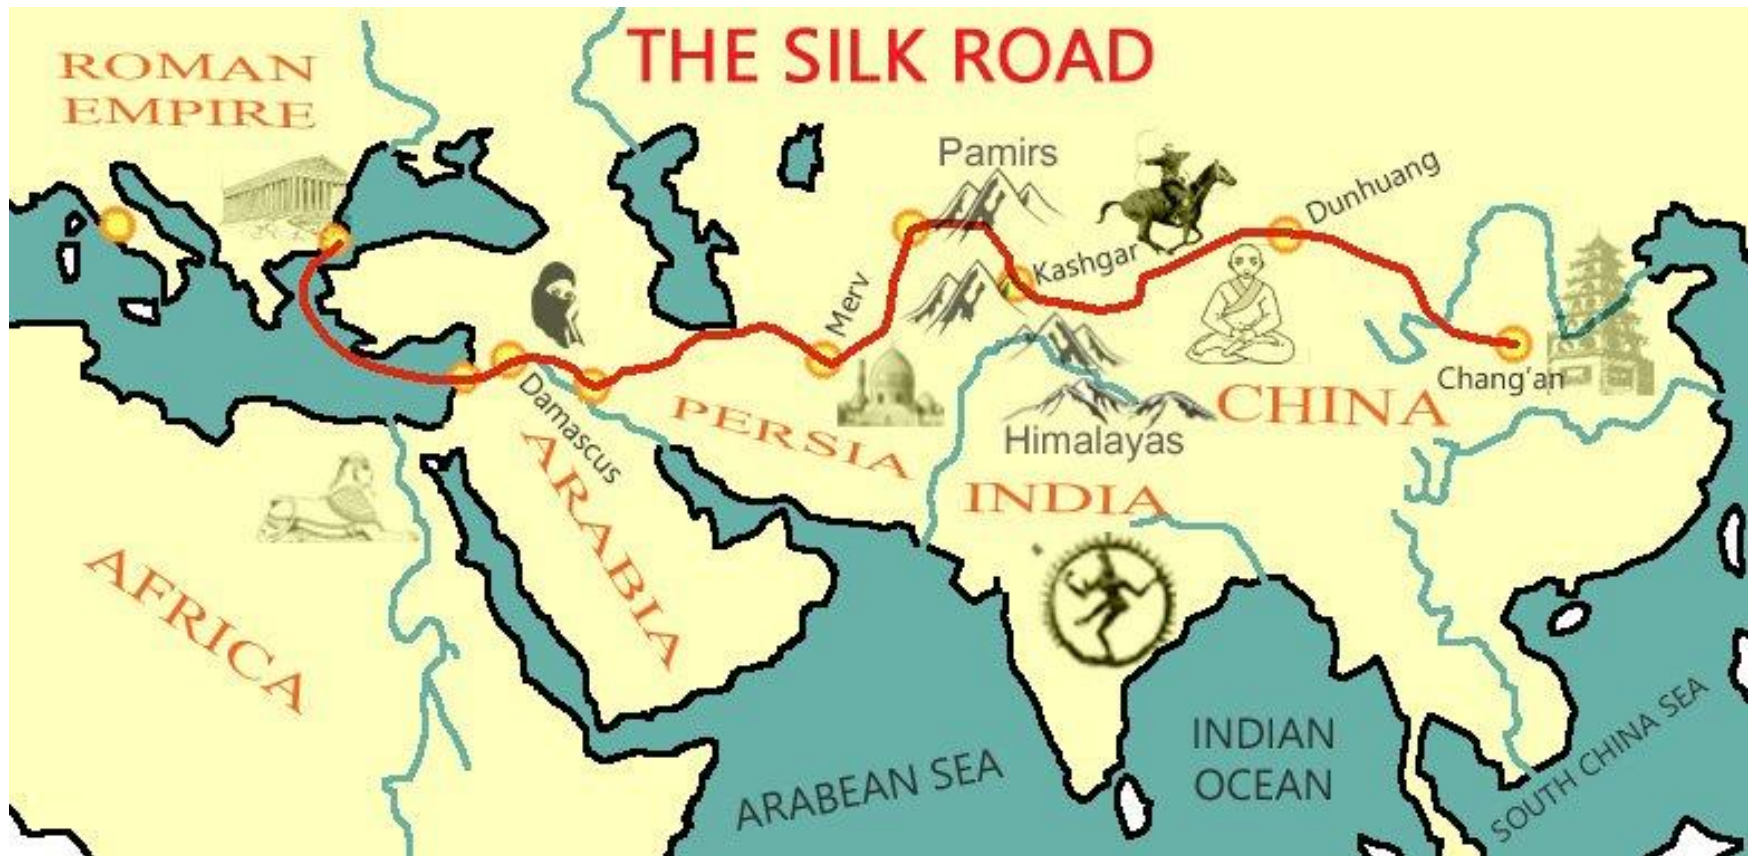 THE SILK ROAD
ROMAN
EMPIRE
Pamirs
Dunhuang
Kashgar
Merv
Chang'an
Damascus
PERSIA
CHINA
Himalayas
ARABIA
INDIA
AFRICA
INDIAN
OCEAN
ARABEAN SEA
SOUTH CHINA SEA